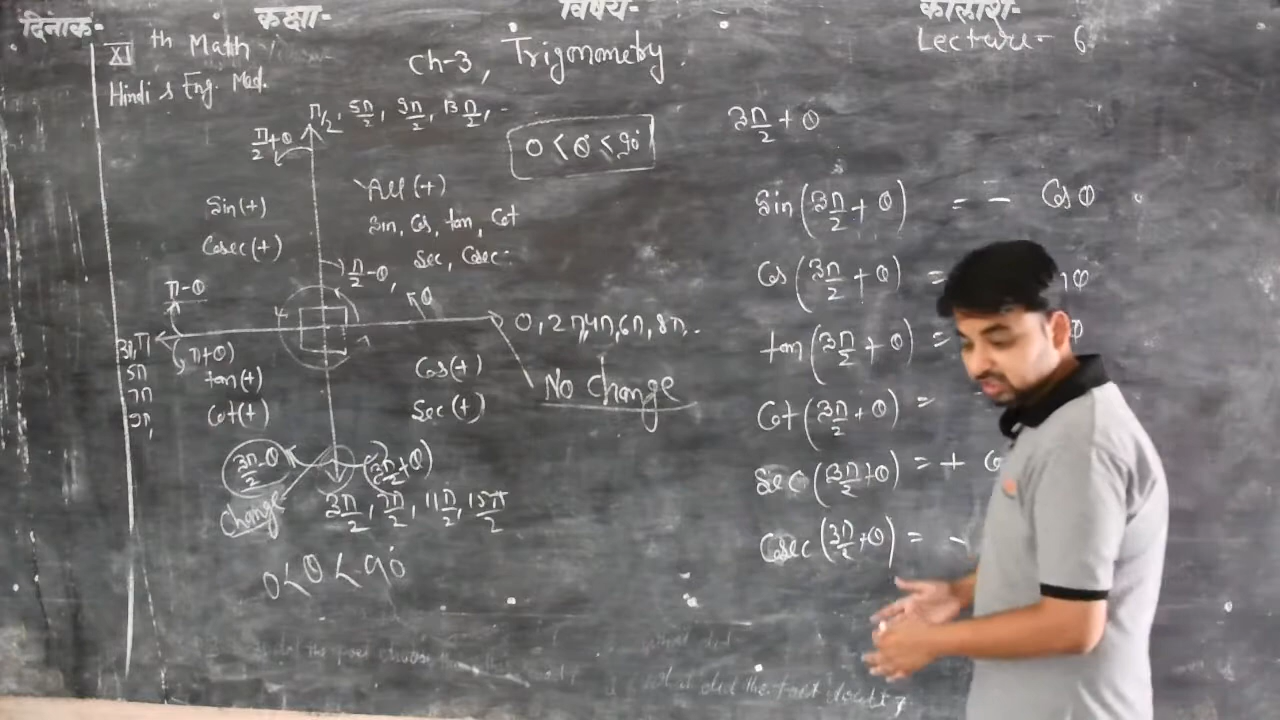 दिनांक- कक्षा- विषय- कालांश-
XI th Math
Hindi & Eng. Med.
Ch-3, Trigonometry.
Lecture- 6
π/2, 5π/2, 9π/2, 13π/2, -
π/2+θ
0 < θ < 90°
All (+)
Sin, Cos, tan, Cot
Sec, Cosec
Sin(+)
Cosec(+)
π/2-θ,
π-θ
θ
0, 2π, 4π, 6π, 8π..
No Change
3π, π
5π
7π
9π,
(π+θ)
tan(+)
Cot(+)
Cos(+)
Sec(+)
3π/2-θ
(3π/2+θ)
Change
3π/2, 7π/2, 11π/2, 15π/2
0<θ<90°
3π/2 + θ
Sin(3π/2 + θ) = - Cosθ
Cos(3π/2 + θ) =
tan(3π/2 + θ) =
Cot(3π/2 + θ) =
Sec(3π/2+θ) = +
Cosec(3π/2+θ) = -